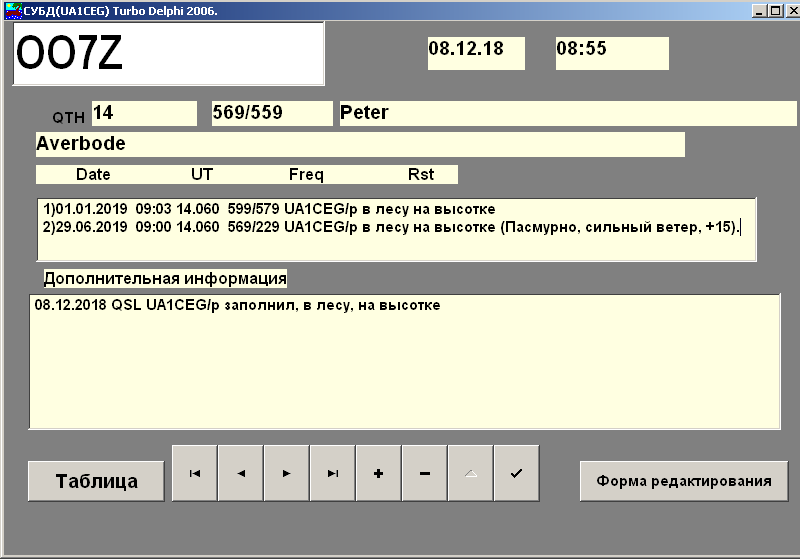 СУБД(UA1CEG) Turbo Delphi 2006.
OO7Z
08.12.18 08:55
QTH 14 569/559 Peter
Averbode
Date UT Freq Rst
1)01.01.2019 09:03 14.060 599/579 UA1CEG/p в лесу на высотке
2)29.06.2019 09:00 14.060 569/229 UA1CEG/p в лесу на высотке (Пасмурно, сильный ветер, +15).
Дополнительная информация
08.12.2018 QSL UA1CEG/p заполнил, в лесу, на высотке
Таблица
Форма редактирования